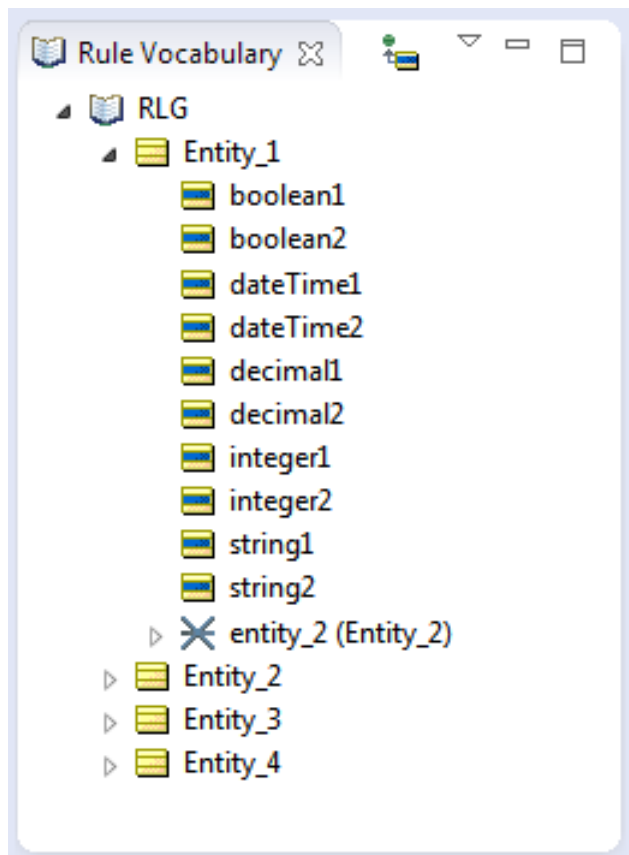 Rule Vocabulary
RLG
Entity_1
boolean1
boolean2
dateTime1
dateTime2
decimal1
decimal2
integer1
integer2
string1
string2
entity_2 (Entity_2)
Entity_2
Entity_3
Entity_4